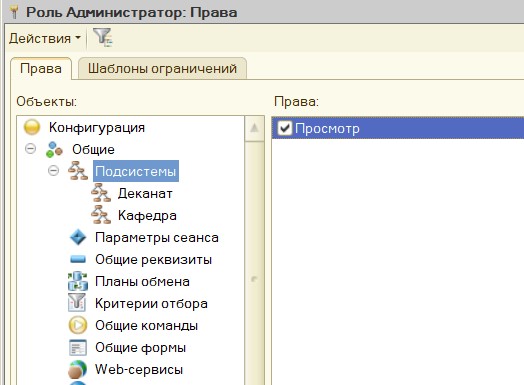 Роль Администратор: Права
Действия
Права Шаблоны ограничений
Объекты: Права:
Конфигурация Просмотр
Общие
Подсистемы
Деканат
Кафедра
Параметры сеанса
Общие реквизиты
Планы обмена
Критерии отбора
Общие команды
Общие формы
Web-сервисы